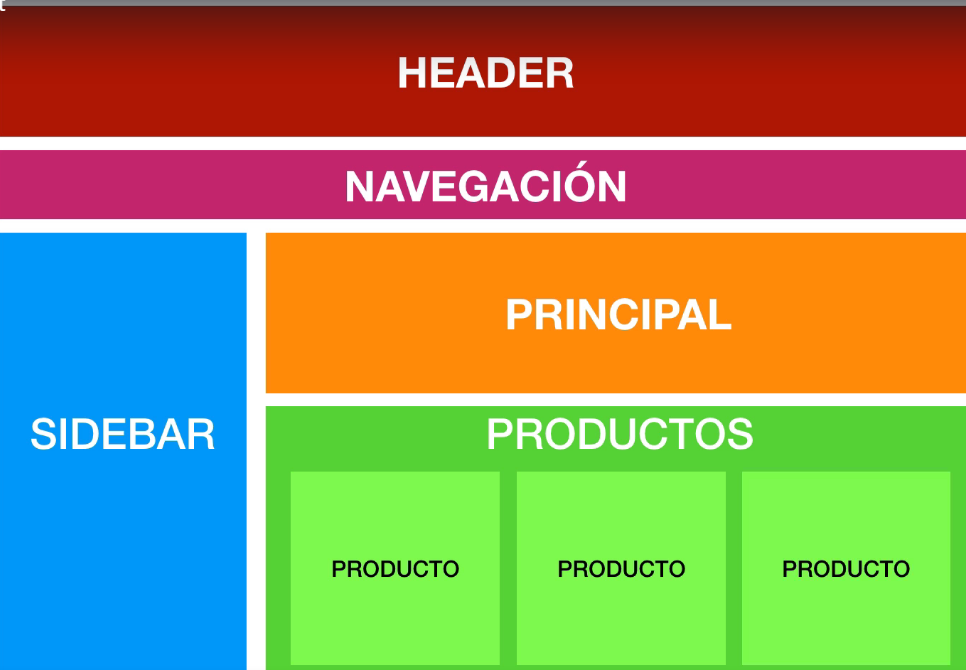 HEADER
NAVEGACIÓN
SIDEBAR
PRINCIPAL
PRODUCTOS
PRODUCTO
PRODUCTO
PRODUCTO